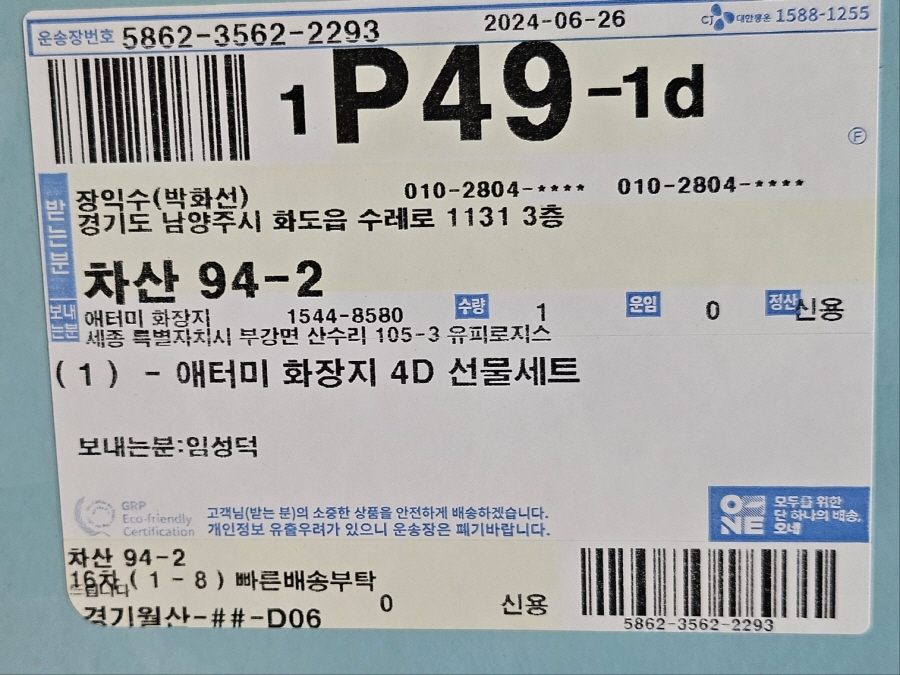 운송장번호 5862-3562-2293 2024-06-26 CJ 대한통운 1588-1255
1 P49 -1d
Ⓕ
받는분
장익수(박화선) 010-2804-**** 010-2804-****
경기도 남양주시 화도읍 수레로 1131 3층
차산 94-2
보내는분
애터미 화장지 1544-8580 수량 1 운임 0 정산 신용
세종 특별자치시 부강면 산수리 105-3 유피로지스
(1) - 애터미 화장지 4D 선물세트
보내는분:임성덕
GRP
Eco-friendly
Certification
고객님(받는 분)의 소중한 상품을 안전하게 배송하겠습니다.
개인정보 유출우려가 있으니 운송장은 폐기바랍니다.
ONE
모두를 위한
단 하나의 배송,
오네
차산 94-2
16차 (1-8) 빠른배송부탁
드립니다
0 신용
경기월산-##-D06
5862-3562-2293